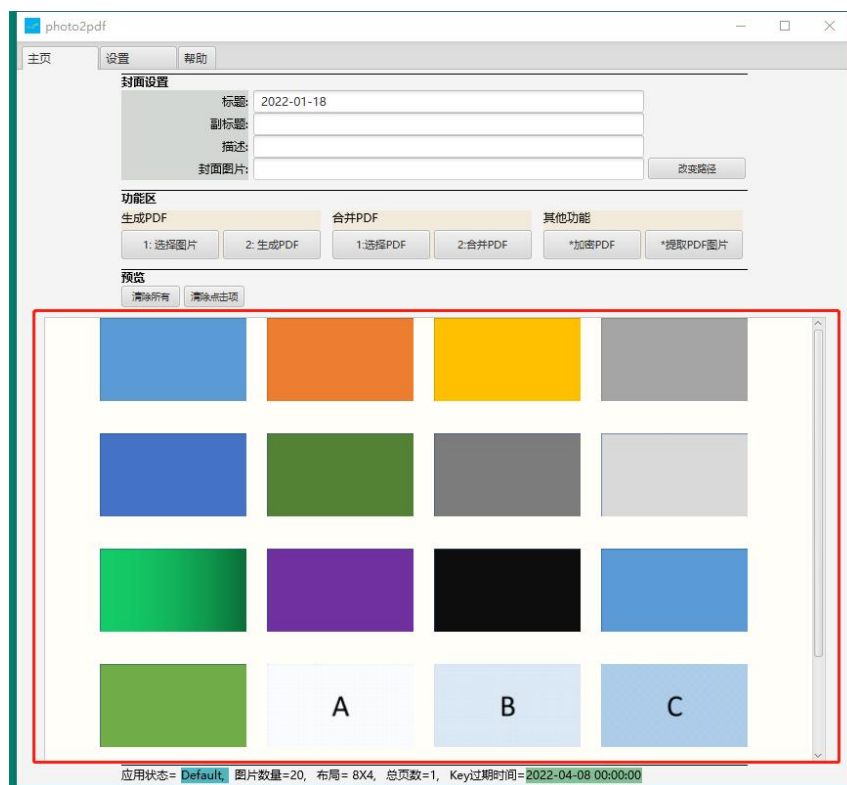 photo2pdf
主页 设置 帮助
封面设置
标题: 2022-01-18
副标题:
描述:
封面图片: 改变路径
功能区
生成PDF 合并PDF 其他功能
1: 选择图片 2: 生成PDF 1:选择PDF 2:合并PDF *加密PDF *提取PDF图片
预览
清除所有 清除点击项
A B C
应用状态= Default, 图片数量=20, 布局= 8X4, 总页数=1, Key过期时间=2022-04-08 00:00:00